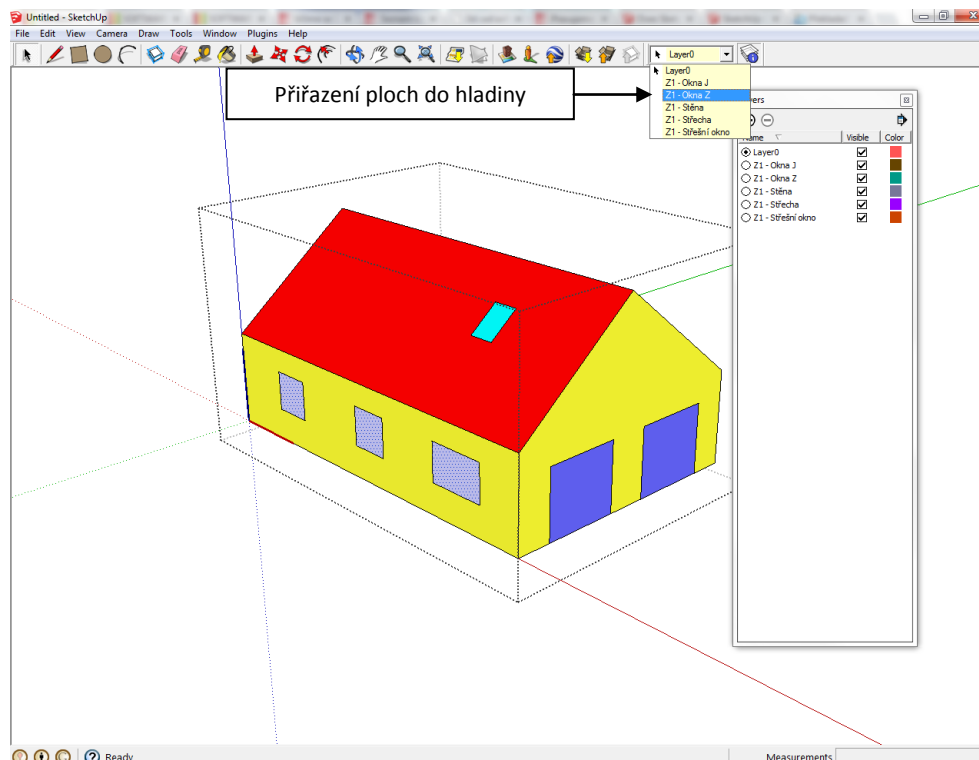 Untitled - SketchUp
File Edit View Camera Draw Tools Window Plugins Help
Layer0
Layer0
Z1 - Okna J
Z1 - Okna Z
Z1 - Stěna
Z1 - Střecha
Z1 - Střešní okno
Přiřazení ploch do hladiny
Name Visible Color
Layer0
Z1 - Okna J
Z1 - Okna Z
Z1 - Stěna
Z1 - Střecha
Z1 - Střešní okno
Ready
Measurements